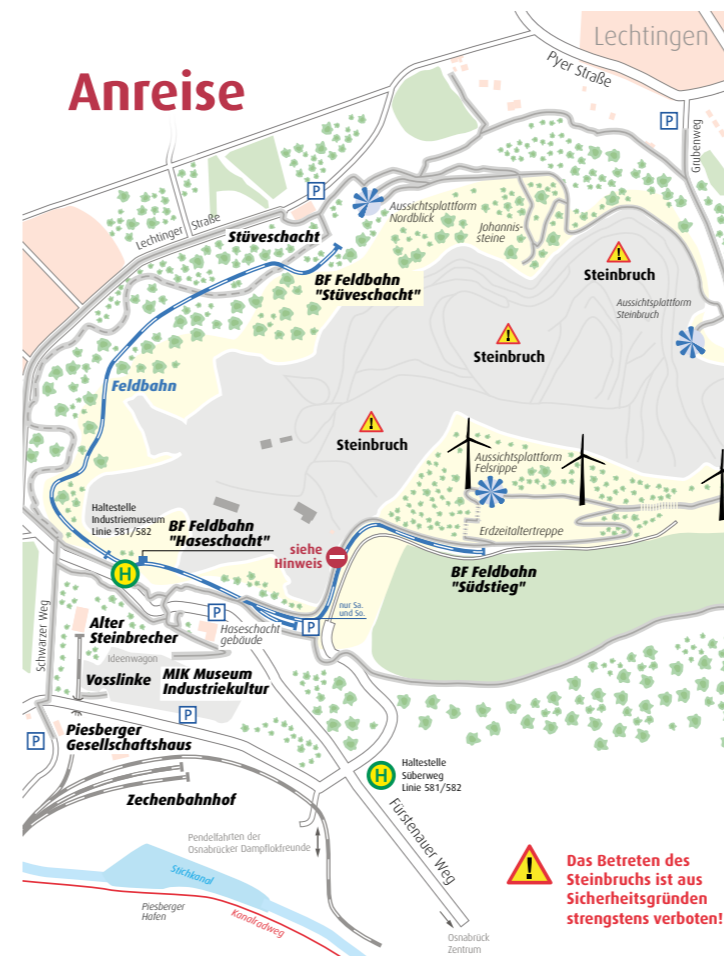 Anreise
Lechtingen
Pyer Straße
P
Grubenweg
P
Lechtinger Straße
Stüveschacht
Aussichtsplattform
Nordblick
Johannis-
steine
BF Feldbahn
"Stüveschacht"
Steinbruch
Aussichtsplattform
Steinbruch
Steinbruch
Feldbahn
Steinbruch
Aussichtsplattform
Felsrippe
Erdzeitaltertreppe
Haltestelle
Industriemuseum
Linie 581/582
BF Feldbahn
"Haseschacht"
H
siehe
Hinweis
BF Feldbahn
"Südstieg"
nur Sa.
und So.
P
P
Haseschacht
gebäude
Schwarzer Weg
Alter
Steinbrecher
Ideenwagon
Vosslinke
MIK Museum
Industriekultur
P
P
Piesberger
Gesellschaftshaus
Zechenbahnhof
H
Haltestelle
Süberweg
Linie 581/582
Fürstenauer Weg
Pendelfahrten der
Osnabrücker Dampflokfreunde
Stichkanal
Piesberger
Hafen
Kanalradweg
Osnabrück
Zentrum
Das Betreten des
Steinbruchs ist aus
Sicherheitsgründen
strengstens verboten!